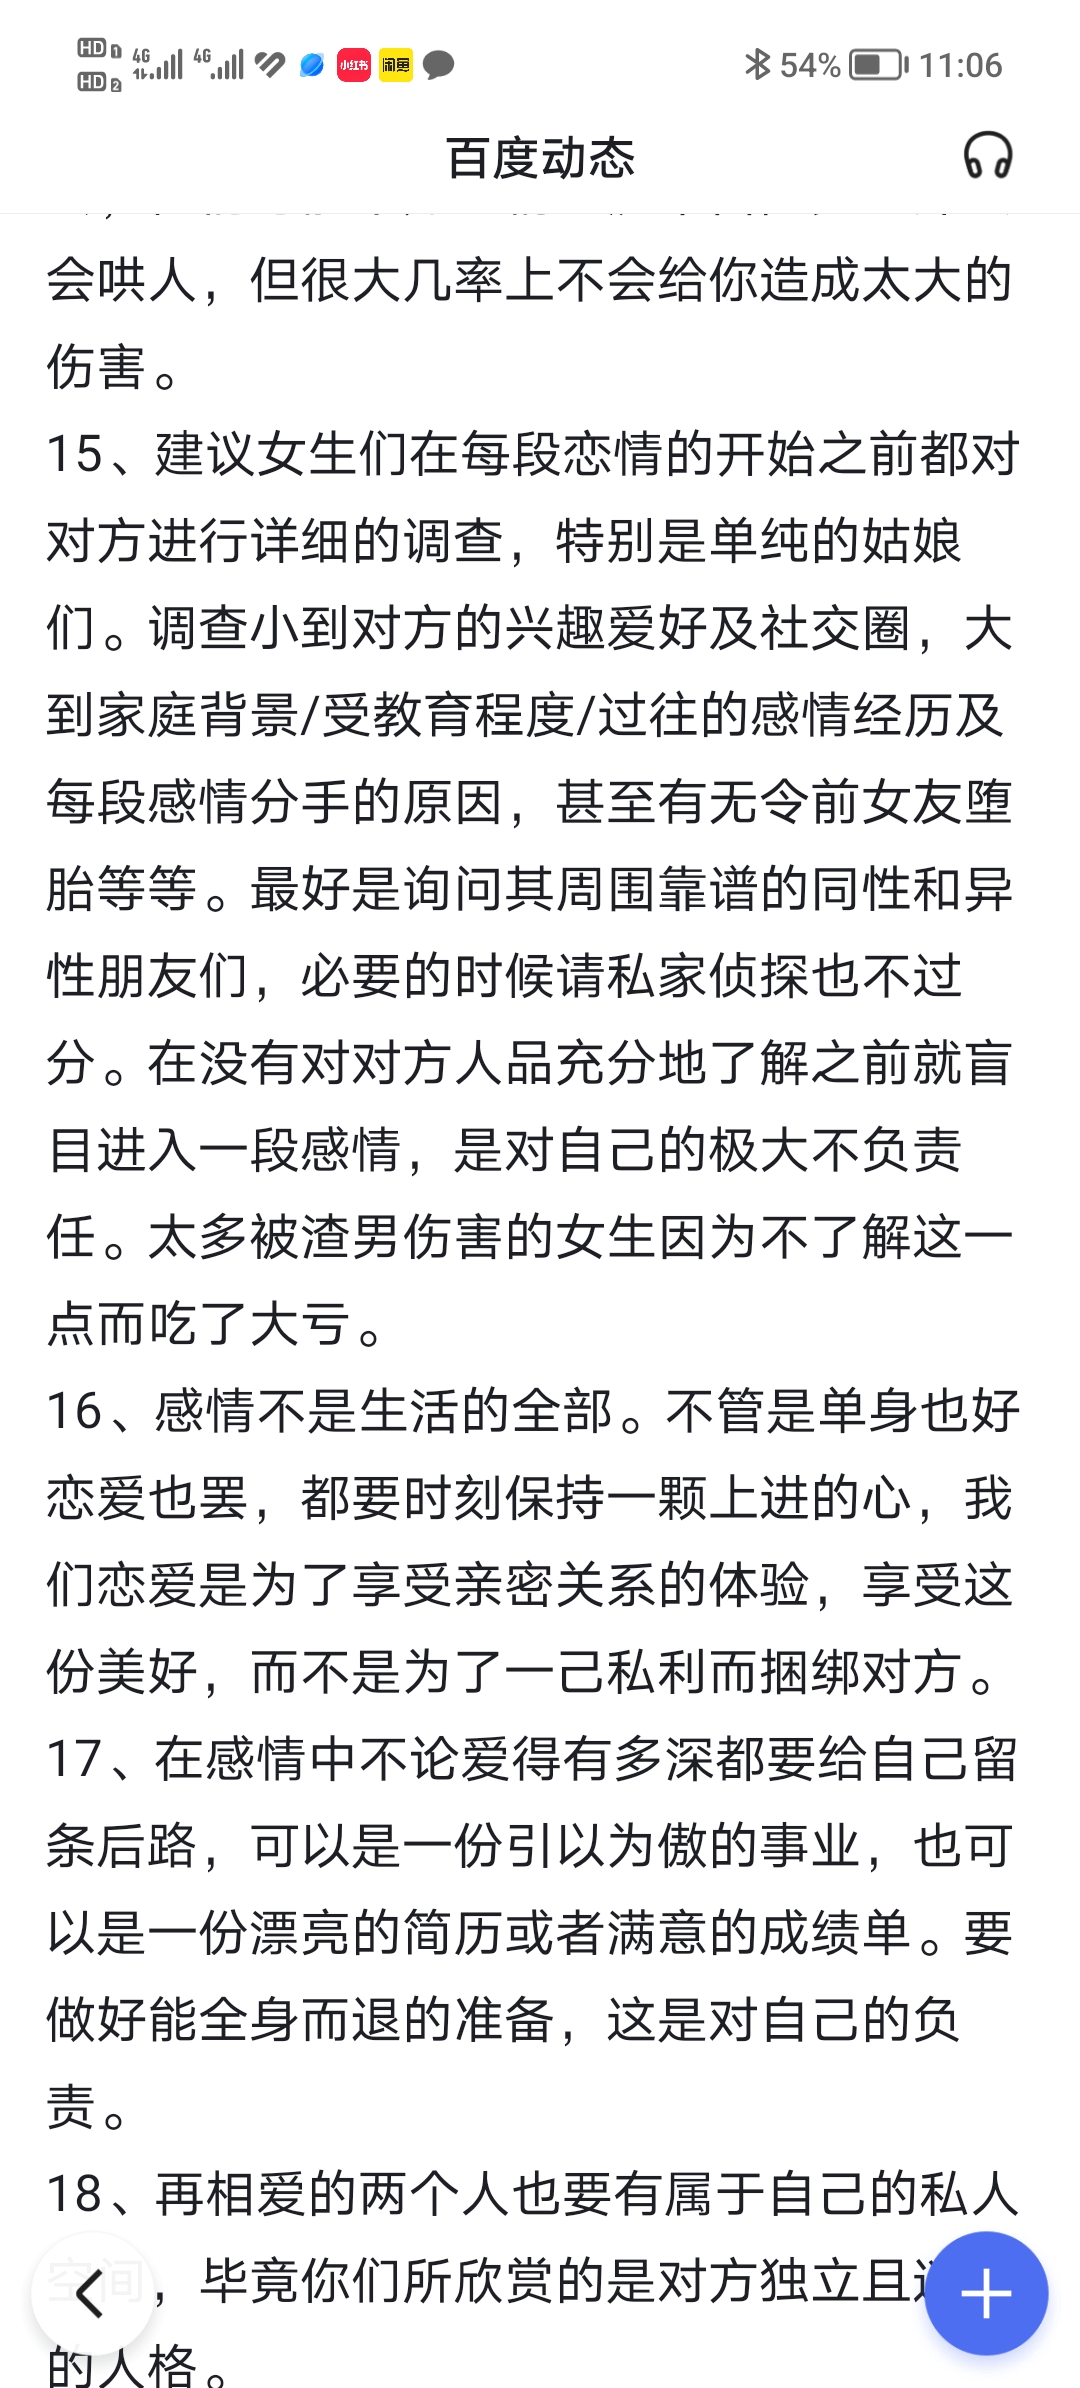 HD 1 4G 4G 小红书 闲鱼 54% 11:06
HD 2
百度动态
会哄人，但很大几率上不会给你造成太大的
伤害。
15、建议女生们在每段恋情的开始之前都对
对方进行详细的调查，特别是单纯的姑娘
们。调查小到对方的兴趣爱好及社交圈，大
到家庭背景/受教育程度/过往的感情经历及
每段感情分手的原因，甚至有无令前女友堕
胎等等。最好是询问其周围靠谱的同性和异
性朋友们，必要的时候请私家侦探也不过
分。在没有对对方人品充分地了解之前就盲
目进入一段感情，是对自己的极大不负责
任。太多被渣男伤害的女生因为不了解这一
点而吃了大亏。
16、感情不是生活的全部。不管是单身也好
恋爱也罢，都要时刻保持一颗上进的心，我
们恋爱是为了享受亲密关系的体验，享受这
份美好，而不是为了一己私利而捆绑对方。
17、在感情中不论爱得有多深都要给自己留
条后路，可以是一份引以为傲的事业，也可
以是一份漂亮的简历或者满意的成绩单。要
做好能全身而退的准备，这是对自己的负
责。
18、再相爱的两个人也要有属于自己的私人
空间，毕竟你们所欣赏的是对方独立且
的人格。